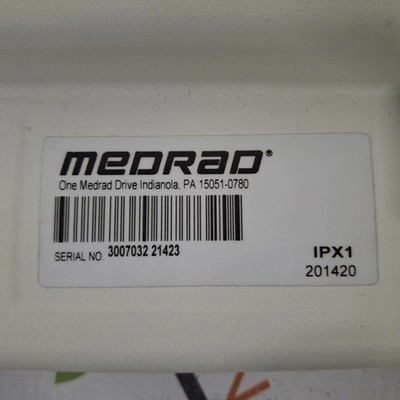 MEDRAD®
One Medrad Drive Indianola, PA 15051-0780
SERIAL NO. 3007032 21423
IPX1
201420